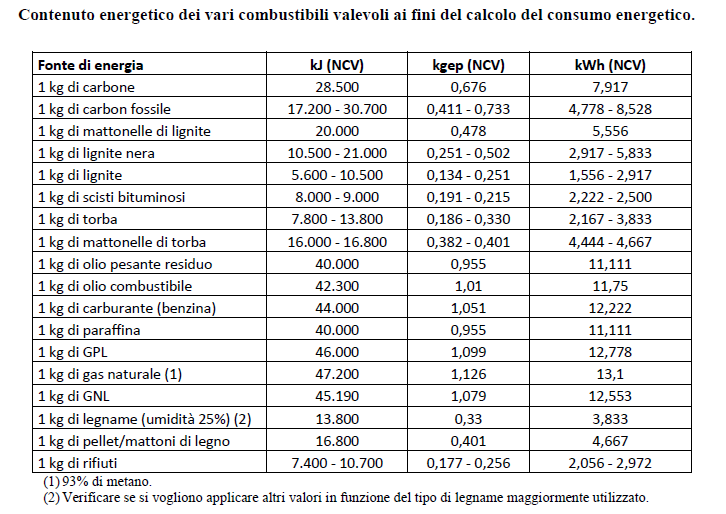 Contenuto energetico dei vari combustibili valevoli ai fini del calcolo del consumo energetico.
Fonte di energia kJ (NCV) kgep (NCV) kWh (NCV)
1 kg di carbone 28.500 0,676 7,917
1 kg di carbon fossile 17.200 - 30.700 0,411 - 0,733 4,778 - 8,528
1 kg di mattonelle di lignite 20.000 0,478 5,556
1 kg di lignite nera 10.500 - 21.000 0,251 - 0,502 2,917 - 5,833
1 kg di lignite 5.600 - 10.500 0,134 - 0,251 1,556 - 2,917
1 kg di scisti bituminosi 8.000 - 9.000 0,191 - 0,215 2,222 - 2,500
1 kg di torba 7.800 - 13.800 0,186 - 0,330 2,167 - 3,833
1 kg di mattonelle di torba 16.000 - 16.800 0,382 - 0,401 4,444 - 4,667
1 kg di olio pesante residuo 40.000 0,955 11,111
1 kg di olio combustibile 42.300 1,01 11,75
1 kg di carburante (benzina) 44.000 1,051 12,222
1 kg di paraffina 40.000 0,955 11,111
1 kg di GPL 46.000 1,099 12,778
1 kg di gas naturale (1) 47.200 1,126 13,1
1 kg di GNL 45.190 1,079 12,553
1 kg di legname (umidità 25%) (2) 13.800 0,33 3,833
1 kg di pellet/mattoni di legno 16.800 0,401 4,667
1 kg di rifiuti 7.400 - 10.700 0,177 - 0,256 2,056 - 2,972
(1) 93% di metano.
(2) Verificare se si vogliono applicare altri valori in funzione del tipo di legname maggiormente utilizzato.